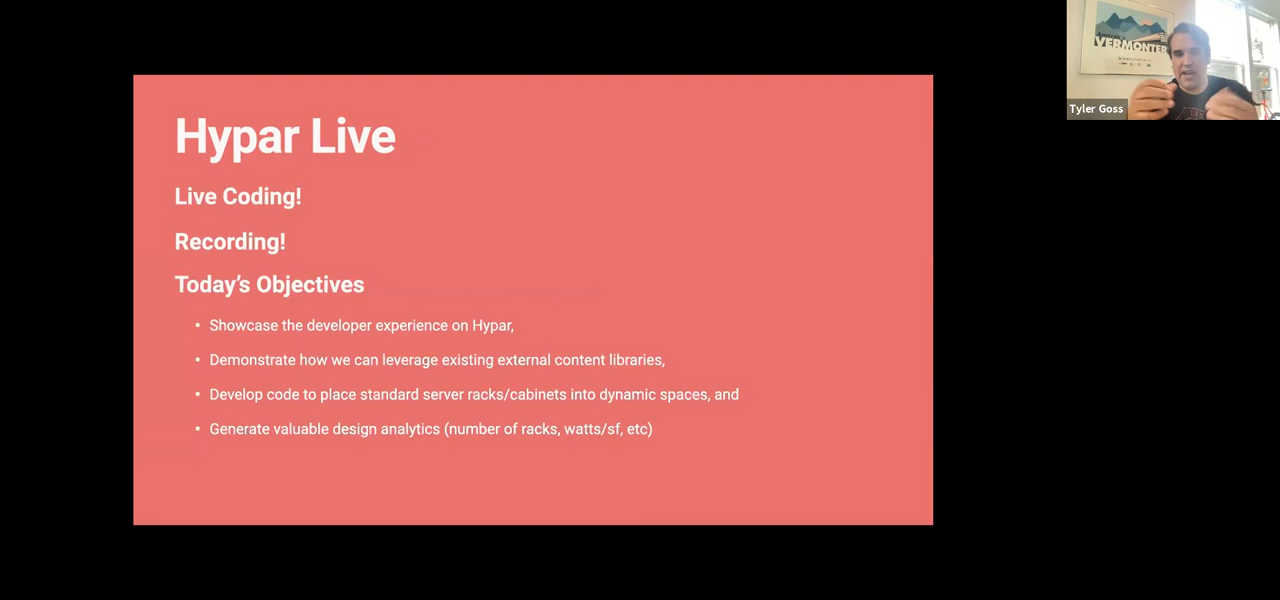 Hypar Live
Live Coding!
Recording!
Today's Objectives
• Showcase the developer experience on Hypar,
• Demonstrate how we can leverage existing external content libraries,
• Develop code to place standard server racks/cabinets into dynamic spaces, and
• Generate valuable design analytics (number of racks, watts/sf, etc)
VERMONTER
Tyler Goss